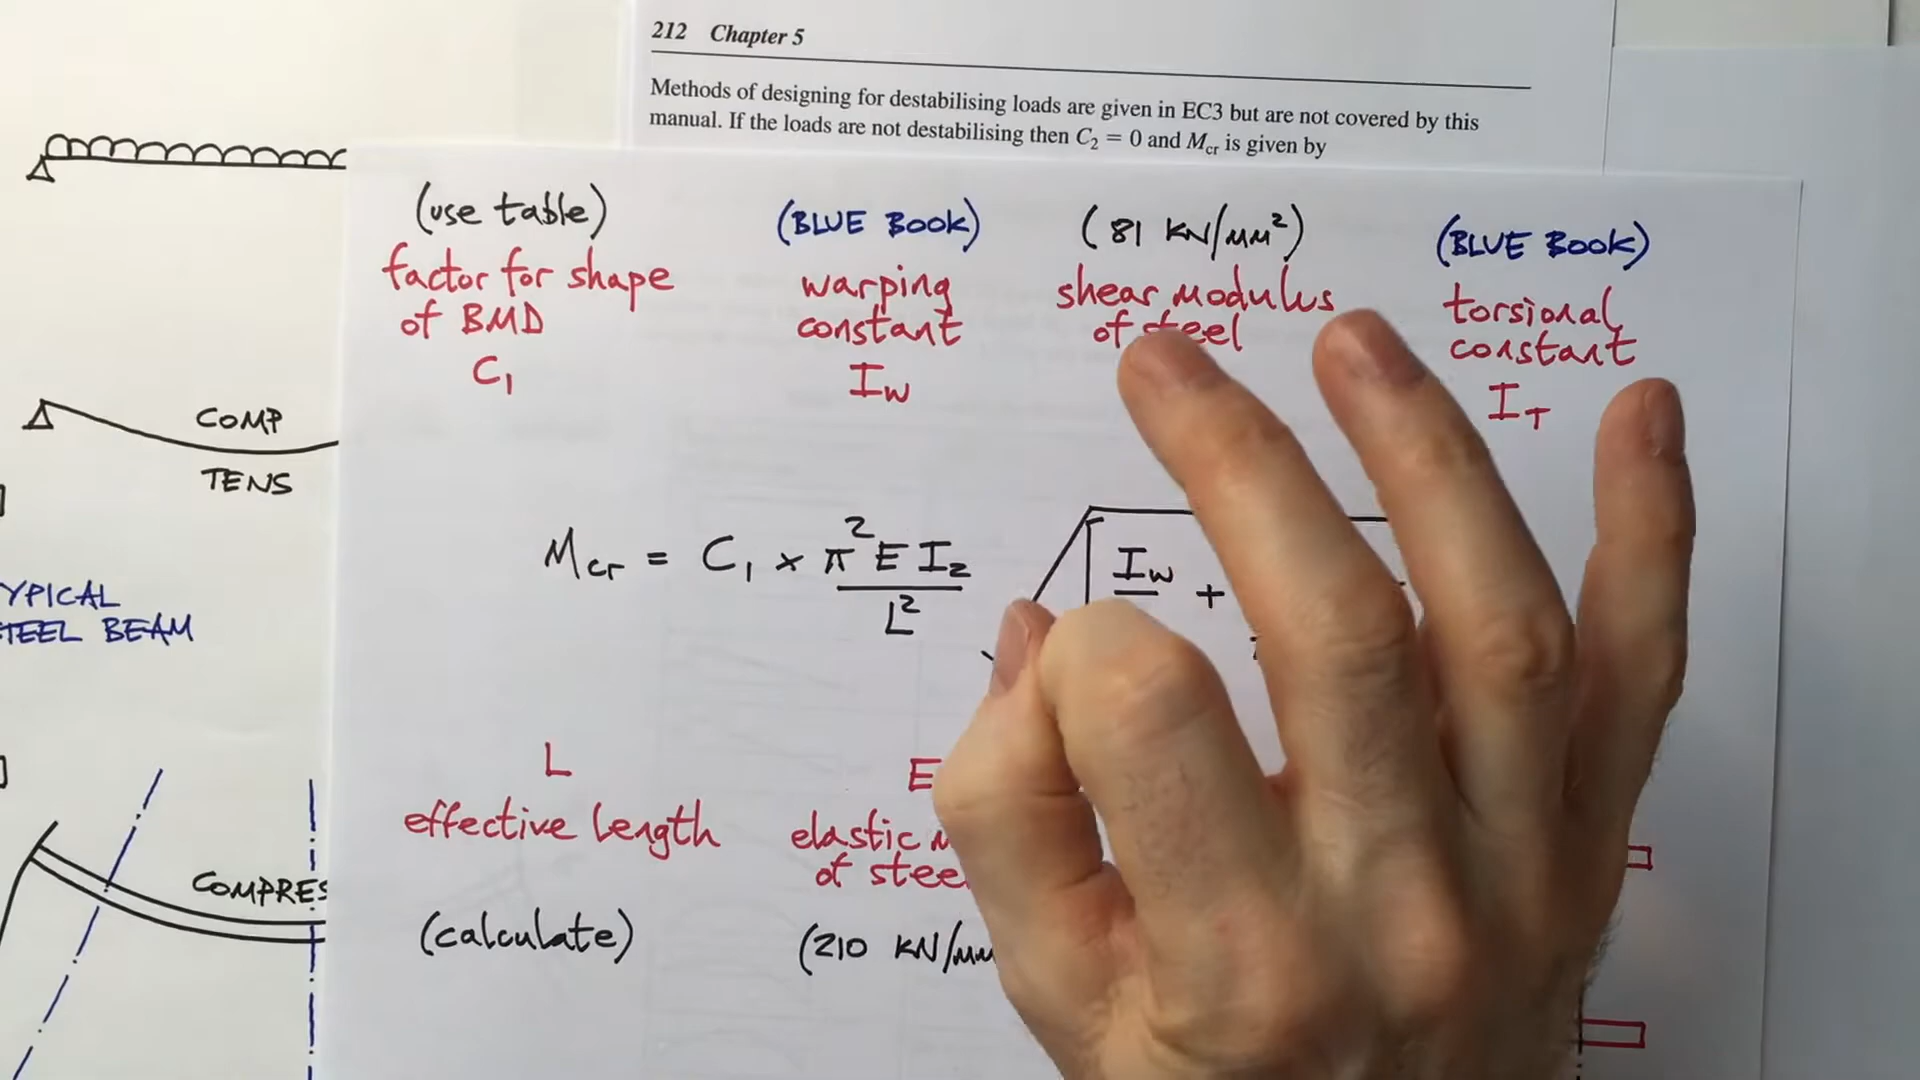 212 Chapter 5
Methods of designing for destabilising loads are given in EC3 but are not covered by this
manual. If the loads are not destabilising then C₂ = 0 and Mcr is given by
(use table)
factor for shape
of BMD
C₁
(BLUE BOOK)
warping
constant
Iw
(81 KN/mm²)
shear modulus
of steel
(BLUE BOOK)
torsional
constant
IT
COMP
TENS
Mcr = C₁ × π² E Iz
L²
Iw +
YPICAL
TEEL BEAM
L
effective length
(calculate)
E
elastic
of stee
(210 KN/mm
COMPRES